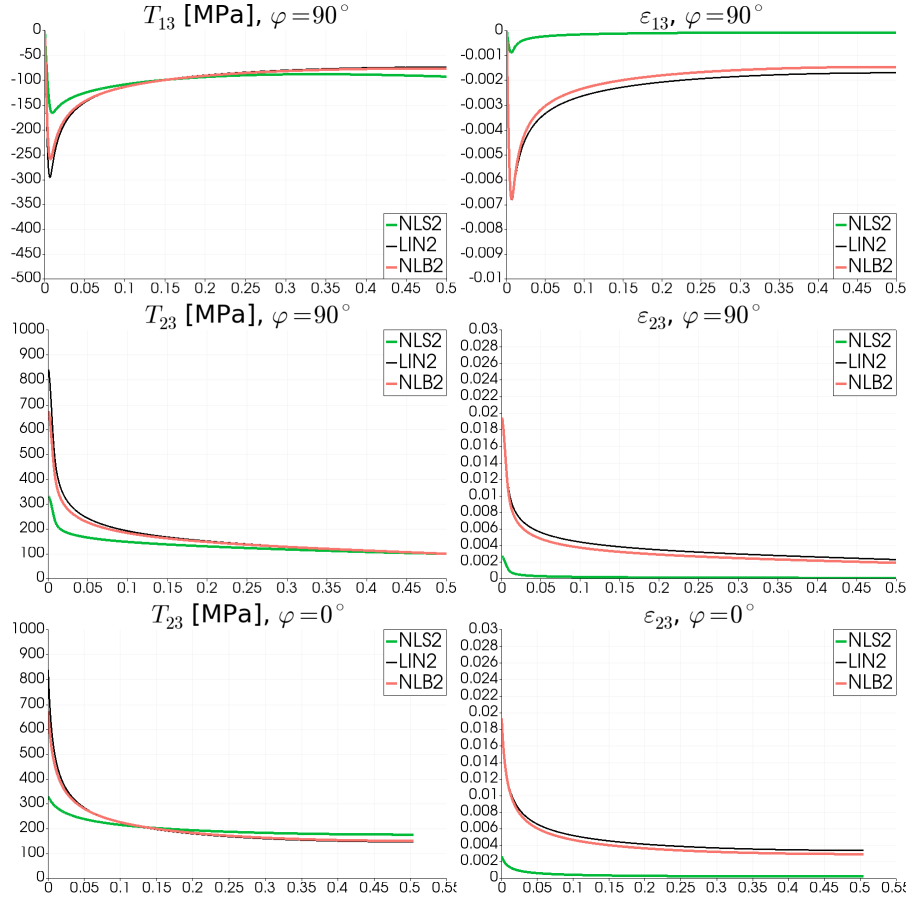 T₁₃ [MPa], φ=90°
0
-50
-100
-150
-200
-250
-300
-350
-400
-450
-500
0 0.05 0.1 0.15 0.2 0.25 0.3 0.35 0.4 0.45 0.5
NLS2
LIN2
NLB2
ε₁₃, φ=90°
0
-0.001
-0.002
-0.003
-0.004
-0.005
-0.006
-0.007
-0.008
-0.009
-0.01
0 0.05 0.1 0.15 0.2 0.25 0.3 0.35 0.4 0.45 0.5
NLS2
LIN2
NLB2
T₂₃ [MPa], φ=90°
1000
900
800
700
600
500
400
300
200
100
0
0 0.05 0.1 0.15 0.2 0.25 0.3 0.35 0.4 0.45 0.5
NLS2
LIN2
NLB2
ε₂₃, φ=90°
0.03
0.028
0.026
0.024
0.022
0.02
0.018
0.016
0.014
0.012
0.01
0.008
0.006
0.004
0.002
0
0 0.05 0.1 0.15 0.2 0.25 0.3 0.35 0.4 0.45 0.5
NLS2
LIN2
NLB2
T₂₃ [MPa], φ=0°
1000
900
800
700
600
500
400
300
200
100
0
0 0.05 0.1 0.15 0.2 0.25 0.3 0.35 0.4 0.45 0.5 0.55
NLS2
LIN2
NLB2
ε₂₃, φ=0°
0.03
0.028
0.026
0.024
0.022
0.02
0.018
0.016
0.014
0.012
0.01
0.008
0.006
0.004
0.002
0
0 0.05 0.1 0.15 0.2 0.25 0.3 0.35 0.4 0.45 0.5 0.55
NLS2
LIN2
NLB2